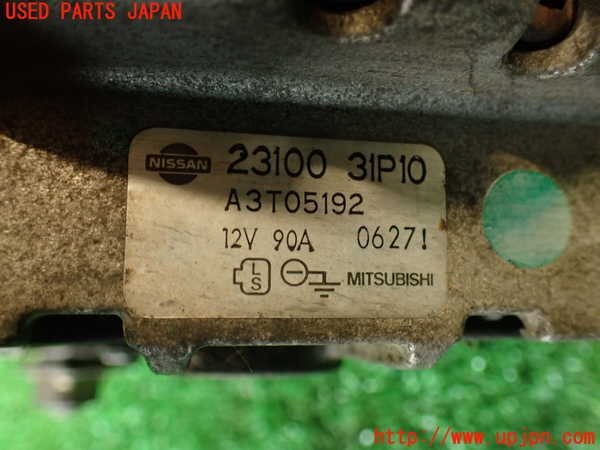 USED PARTS JAPAN
NISSAN 23100 31P10
A3T05192
12V 90A 0627!
L S MITSUBISHI
http://www.upjpn.com/